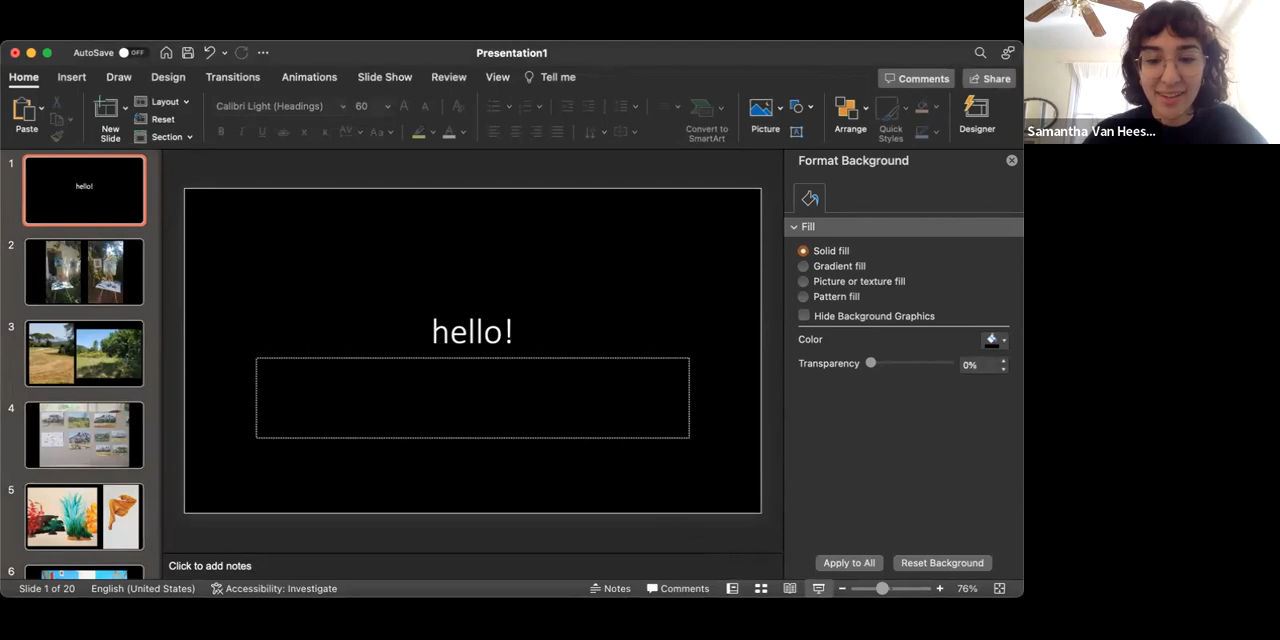 AutoSave OFF
Presentation1
Home Insert Draw Design Transitions Animations Slide Show Review View Tell me
Comments Share
Paste
New Slide
Layout
Reset
Section
Calibri Light (Headings) 60
Convert to SmartArt
Picture
Arrange
Quick Styles
Designer
1
hello!
2
3
4
5
6
hello!
Format Background
Fill
Solid fill
Gradient fill
Picture or texture fill
Pattern fill
Hide Background Graphics
Color
Transparency 0%
Apply to All Reset Background
Click to add notes
Slide 1 of 20 English (United States) Accessibility: Investigate Notes Comments 76%
Samantha Van Hees...